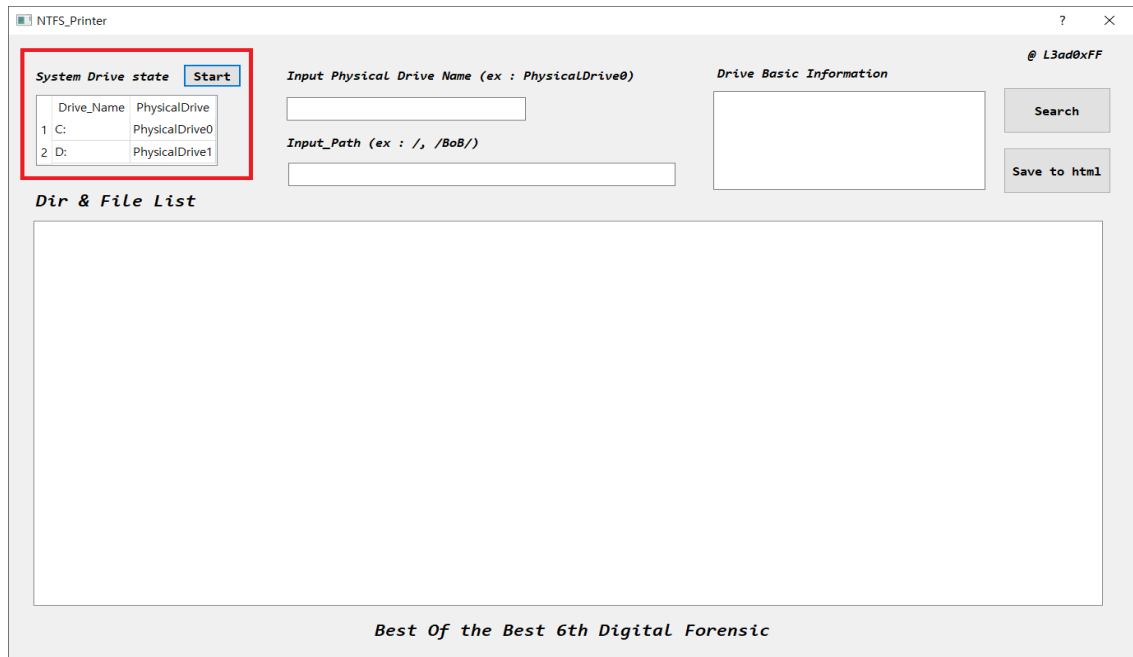 NTFS_Printer
? ×
@ L3ad0xFF
System Drive state Start
Drive_Name PhysicalDrive
1 C: PhysicalDrive0
2 D: PhysicalDrive1
Input Physical Drive Name (ex : PhysicalDrive0)
Input_Path (ex : /, /BoB/)
Drive Basic Information
Search
Save to html
Dir & File List
Best Of the Best 6th Digital Forensic